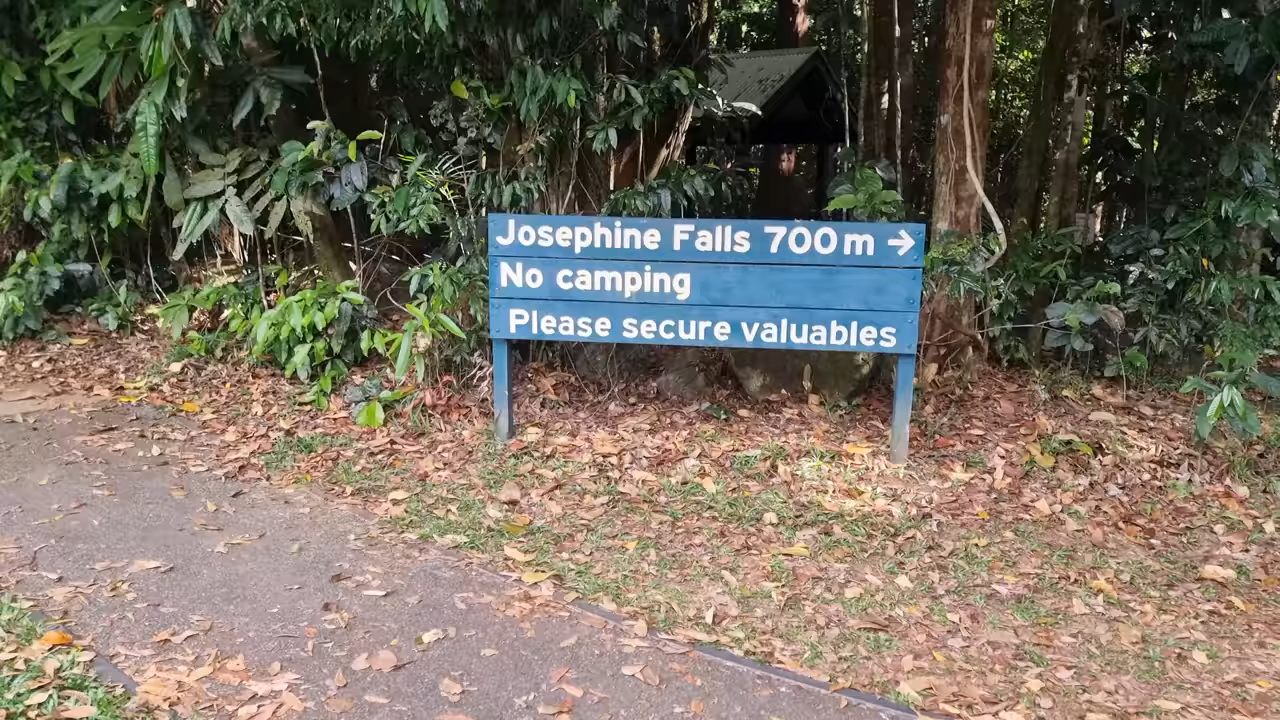 Josephine Falls 700m →
No camping
Please secure valuables